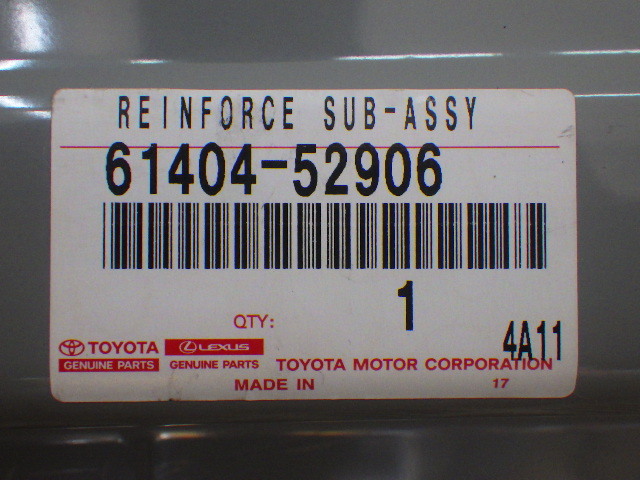 REINFORCE SUB-ASSY
61404-52906
QTY: 1
4A11
TOYOTA LEXUS
GENUINE PARTS GENUINE PARTS TOYOTA MOTOR CORPORATION
MADE IN 17